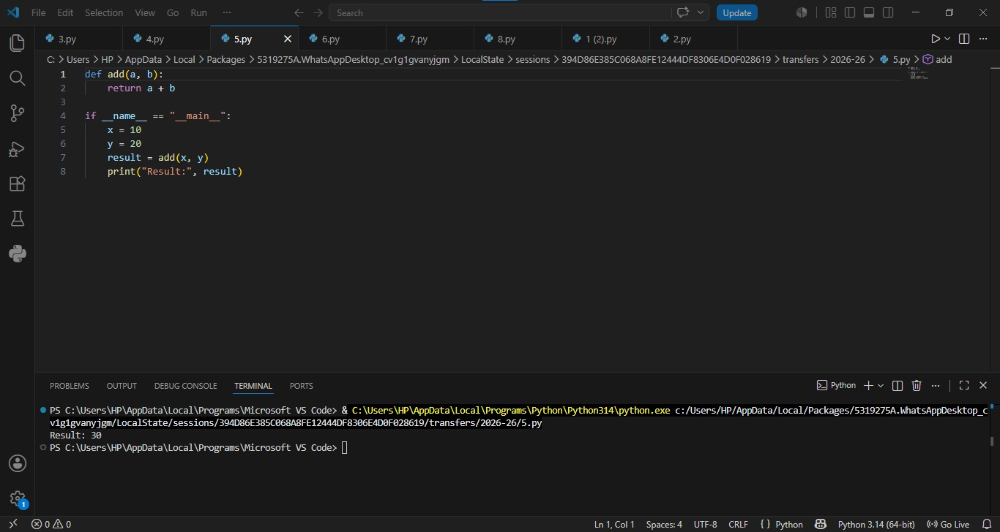 File Edit Selection View Go Run ··· Search Update
3.py 4.py 5.py 6.py 7.py 8.py 1 (2).py 2.py
C: > Users > HP > AppData > Local > Packages > 5319275A.WhatsAppDesktop_cv1g1gvanyjgm > LocalState > sessions > 394D86E385C068A8FE12444DF8306E4D0F028619 > transfers > 2026-26 > 5.py > add
1 def add(a, b):
2     return a + b
3
4 if __name__ == "__main__":
5     x = 10
6     y = 20
7     result = add(x, y)
8     print("Result:", result)
PROBLEMS OUTPUT DEBUG CONSOLE TERMINAL PORTS Python
PS C:\Users\HP\AppData\Local\Programs\Microsoft VS Code> & C:\Users\HP\AppData\Local\Programs\Python\Python314\python.exe c:/Users/HP/AppData/Local/Packages/5319275A.WhatsAppDesktop_c
v1g1gvanyjgm/LocalState/sessions/394D86E385C068A8FE12444DF8306E4D0F028619/transfers/2026-26/5.py
Result: 30
PS C:\Users\HP\AppData\Local\Programs\Microsoft VS Code>
1
0 0 Ln 1, Col 1 Spaces: 4 UTF-8 CRLF { } Python Python 3.14 (64-bit) Go Live